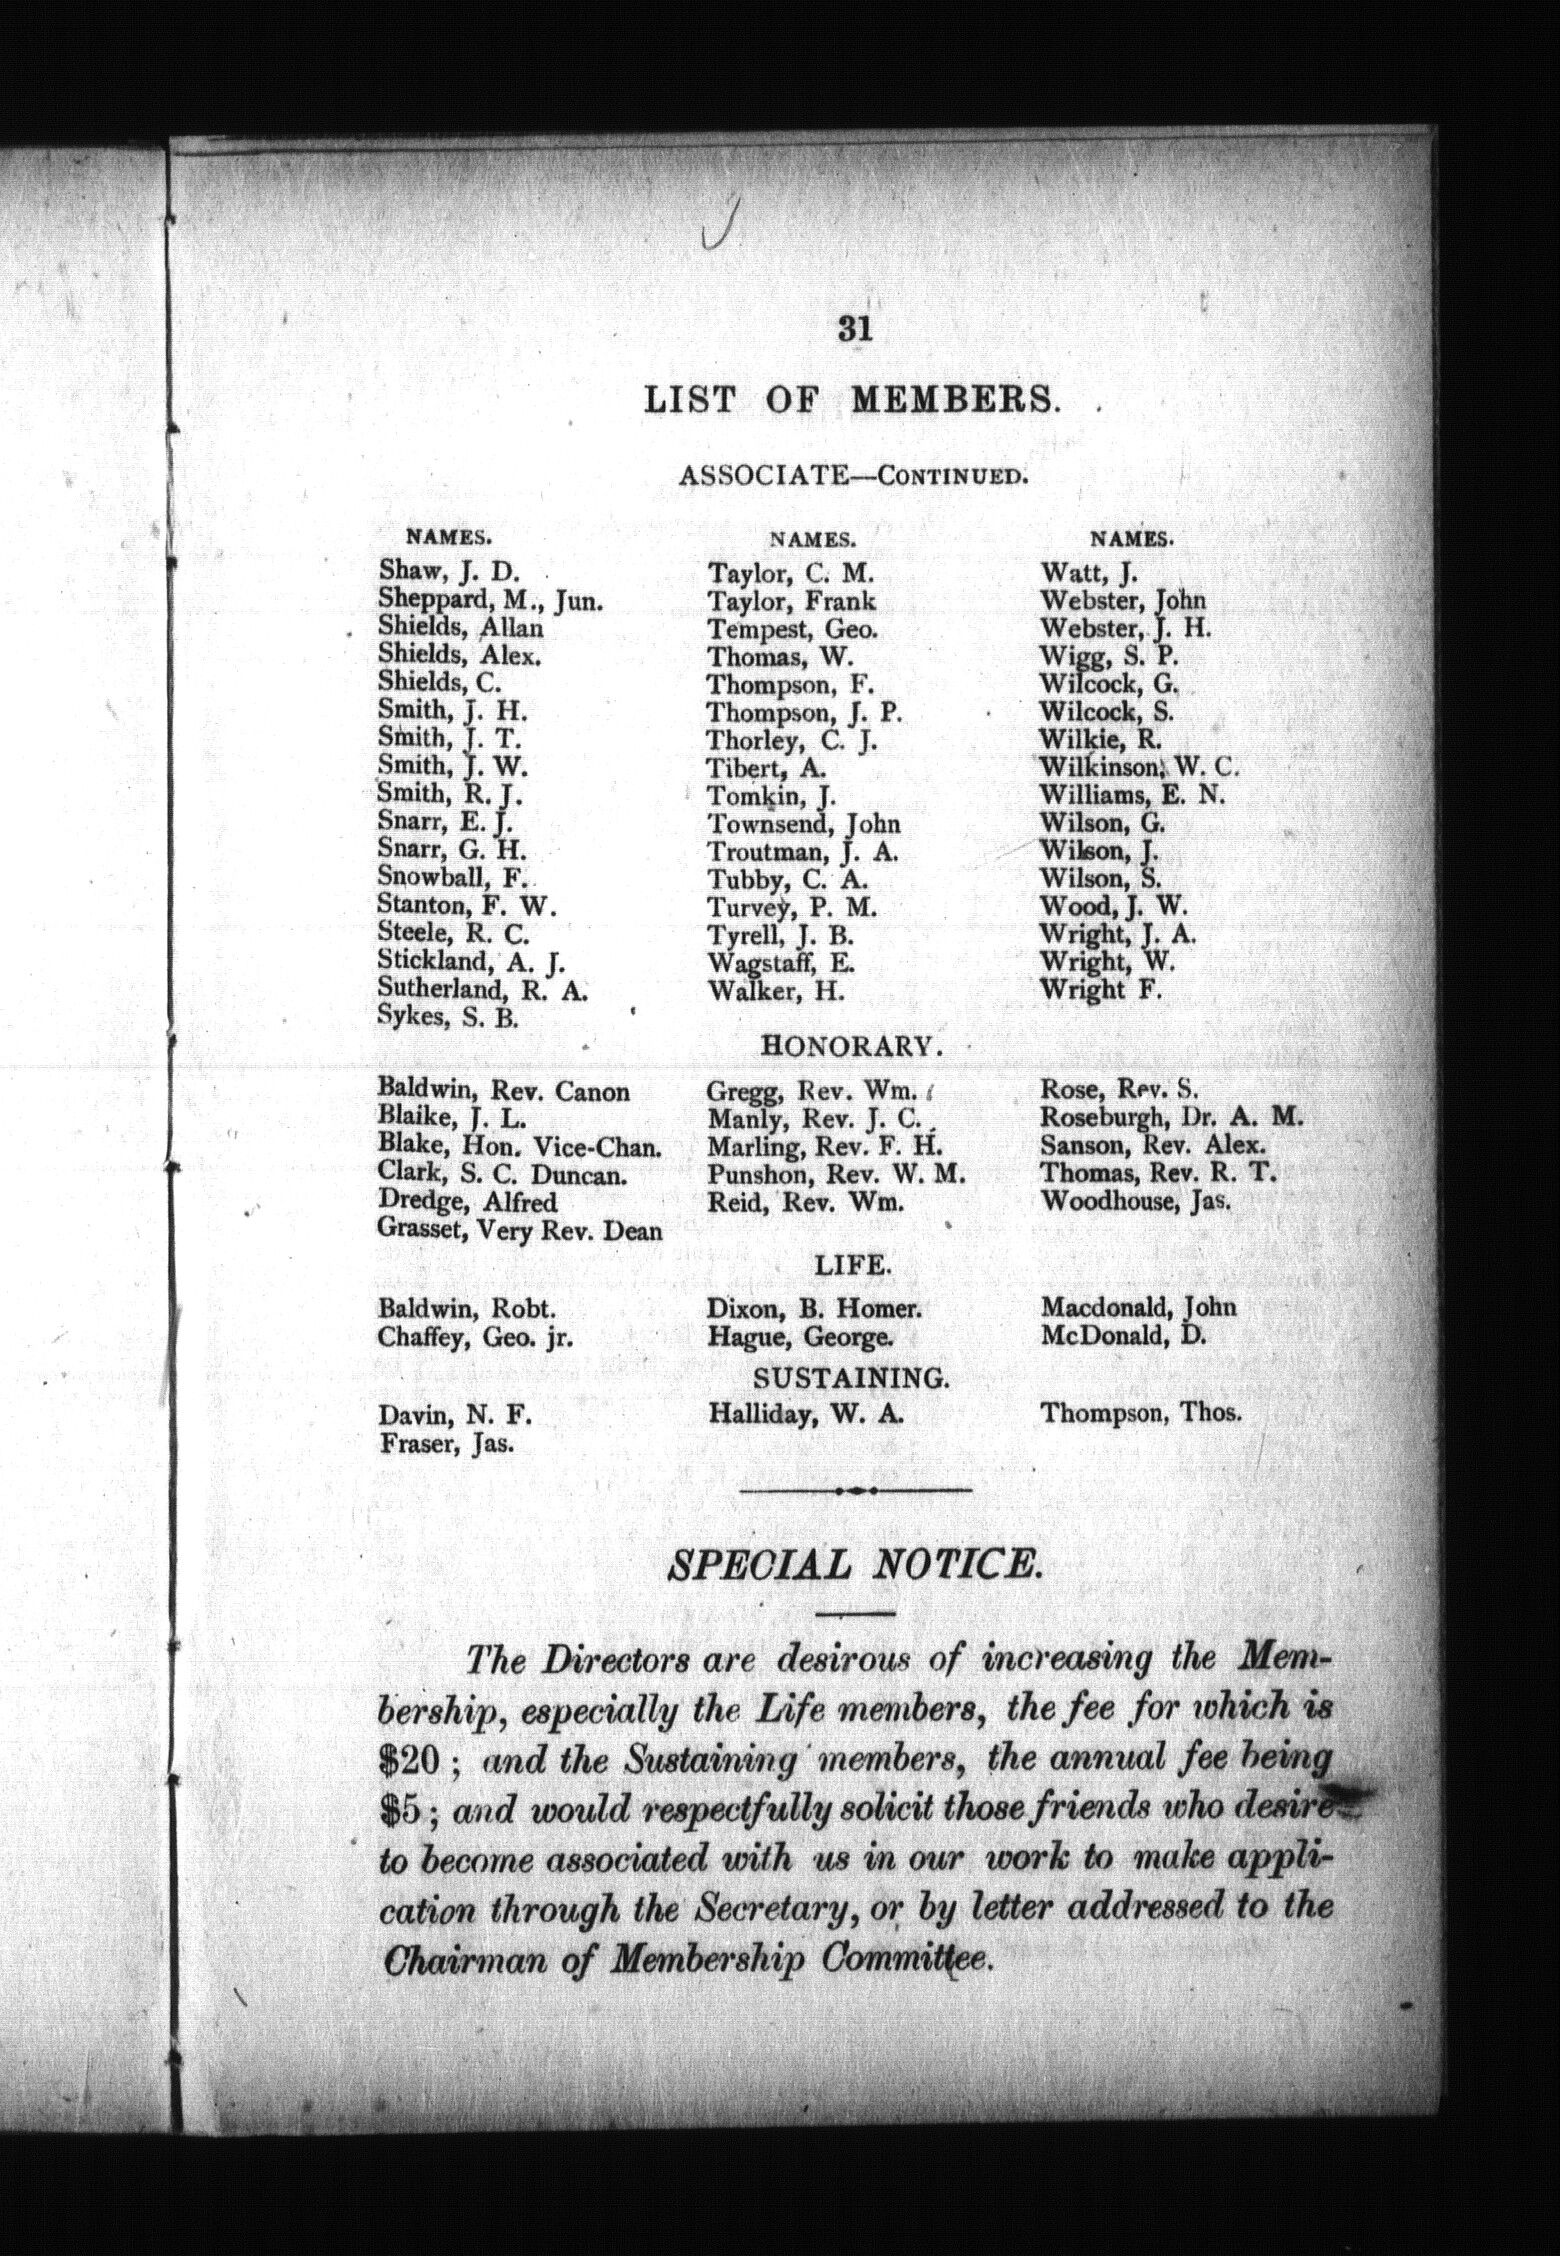 31
LIST OF MEMBERS.
ASSOCIATE—CONTINUED.
NAMES.
Shaw, J. D.
Sheppard, M., Jun.
Shields, Allan
Shields, Alex.
Shields, C.
Smith, J. H.
Smith, J. T.
Smith, J. W.
Smith, R. J.
Snarr, E. J.
Snarr, G. H.
Snowball, F.
Stanton, F. W.
Steele, R. C.
Stickland, A. J.
Sutherland, R. A.
Sykes, S. B.
NAMES.
Taylor, C. M.
Taylor, Frank
Tempest, Geo.
Thomas, W.
Thompson, F.
Thompson, J. P.
Thorley, C. J.
Tibert, A.
Tomkin, J.
Townsend, John
Troutman, J. A.
Tubby, C. A.
Turvey, P. M.
Tyrell, J. B.
Wagstaff, E.
Walker, H.
NAMES.
Watt, J.
Webster, John
Webster, J. H.
Wigg, S. P.
Wilcock, G.
Wilcock, S.
Wilkie, R.
Wilkinson, W. C.
Williams, E. N.
Wilson, G.
Wilson, J.
Wilson, S.
Wood, J. W.
Wright, J. A.
Wright, W.
Wright F.
HONORARY.
Baldwin, Rev. Canon
Blaike, J. L.
Blake, Hon. Vice-Chan.
Clark, S. C. Duncan.
Dredge, Alfred
Grasset, Very Rev. Dean
Gregg, Rev. Wm.
Manly, Rev. J. C.
Marling, Rev. F. H.
Punshon, Rev. W. M.
Reid, Rev. Wm.
Rose, Rev. S.
Roseburgh, Dr. A. M.
Sanson, Rev. Alex.
Thomas, Rev. R. T.
Woodhouse, Jas.
LIFE.
Baldwin, Robt.
Chaffey, Geo. jr.
Dixon, B. Homer.
Hague, George.
Macdonald, John
McDonald, D.
SUSTAINING.
Davin, N. F.
Fraser, Jas.
Halliday, W. A.
Thompson, Thos.
SPECIAL NOTICE.
The Directors are desirous of increasing the Mem-
bership, especially the Life members, the fee for which is
$20 ; and the Sustaining members, the annual fee being
$5 ; and would respectfully solicit those friends who desire
to become associated with us in our work to make appli-
cation through the Secretary, or by letter addressed to the
Chairman of Membership Committee.